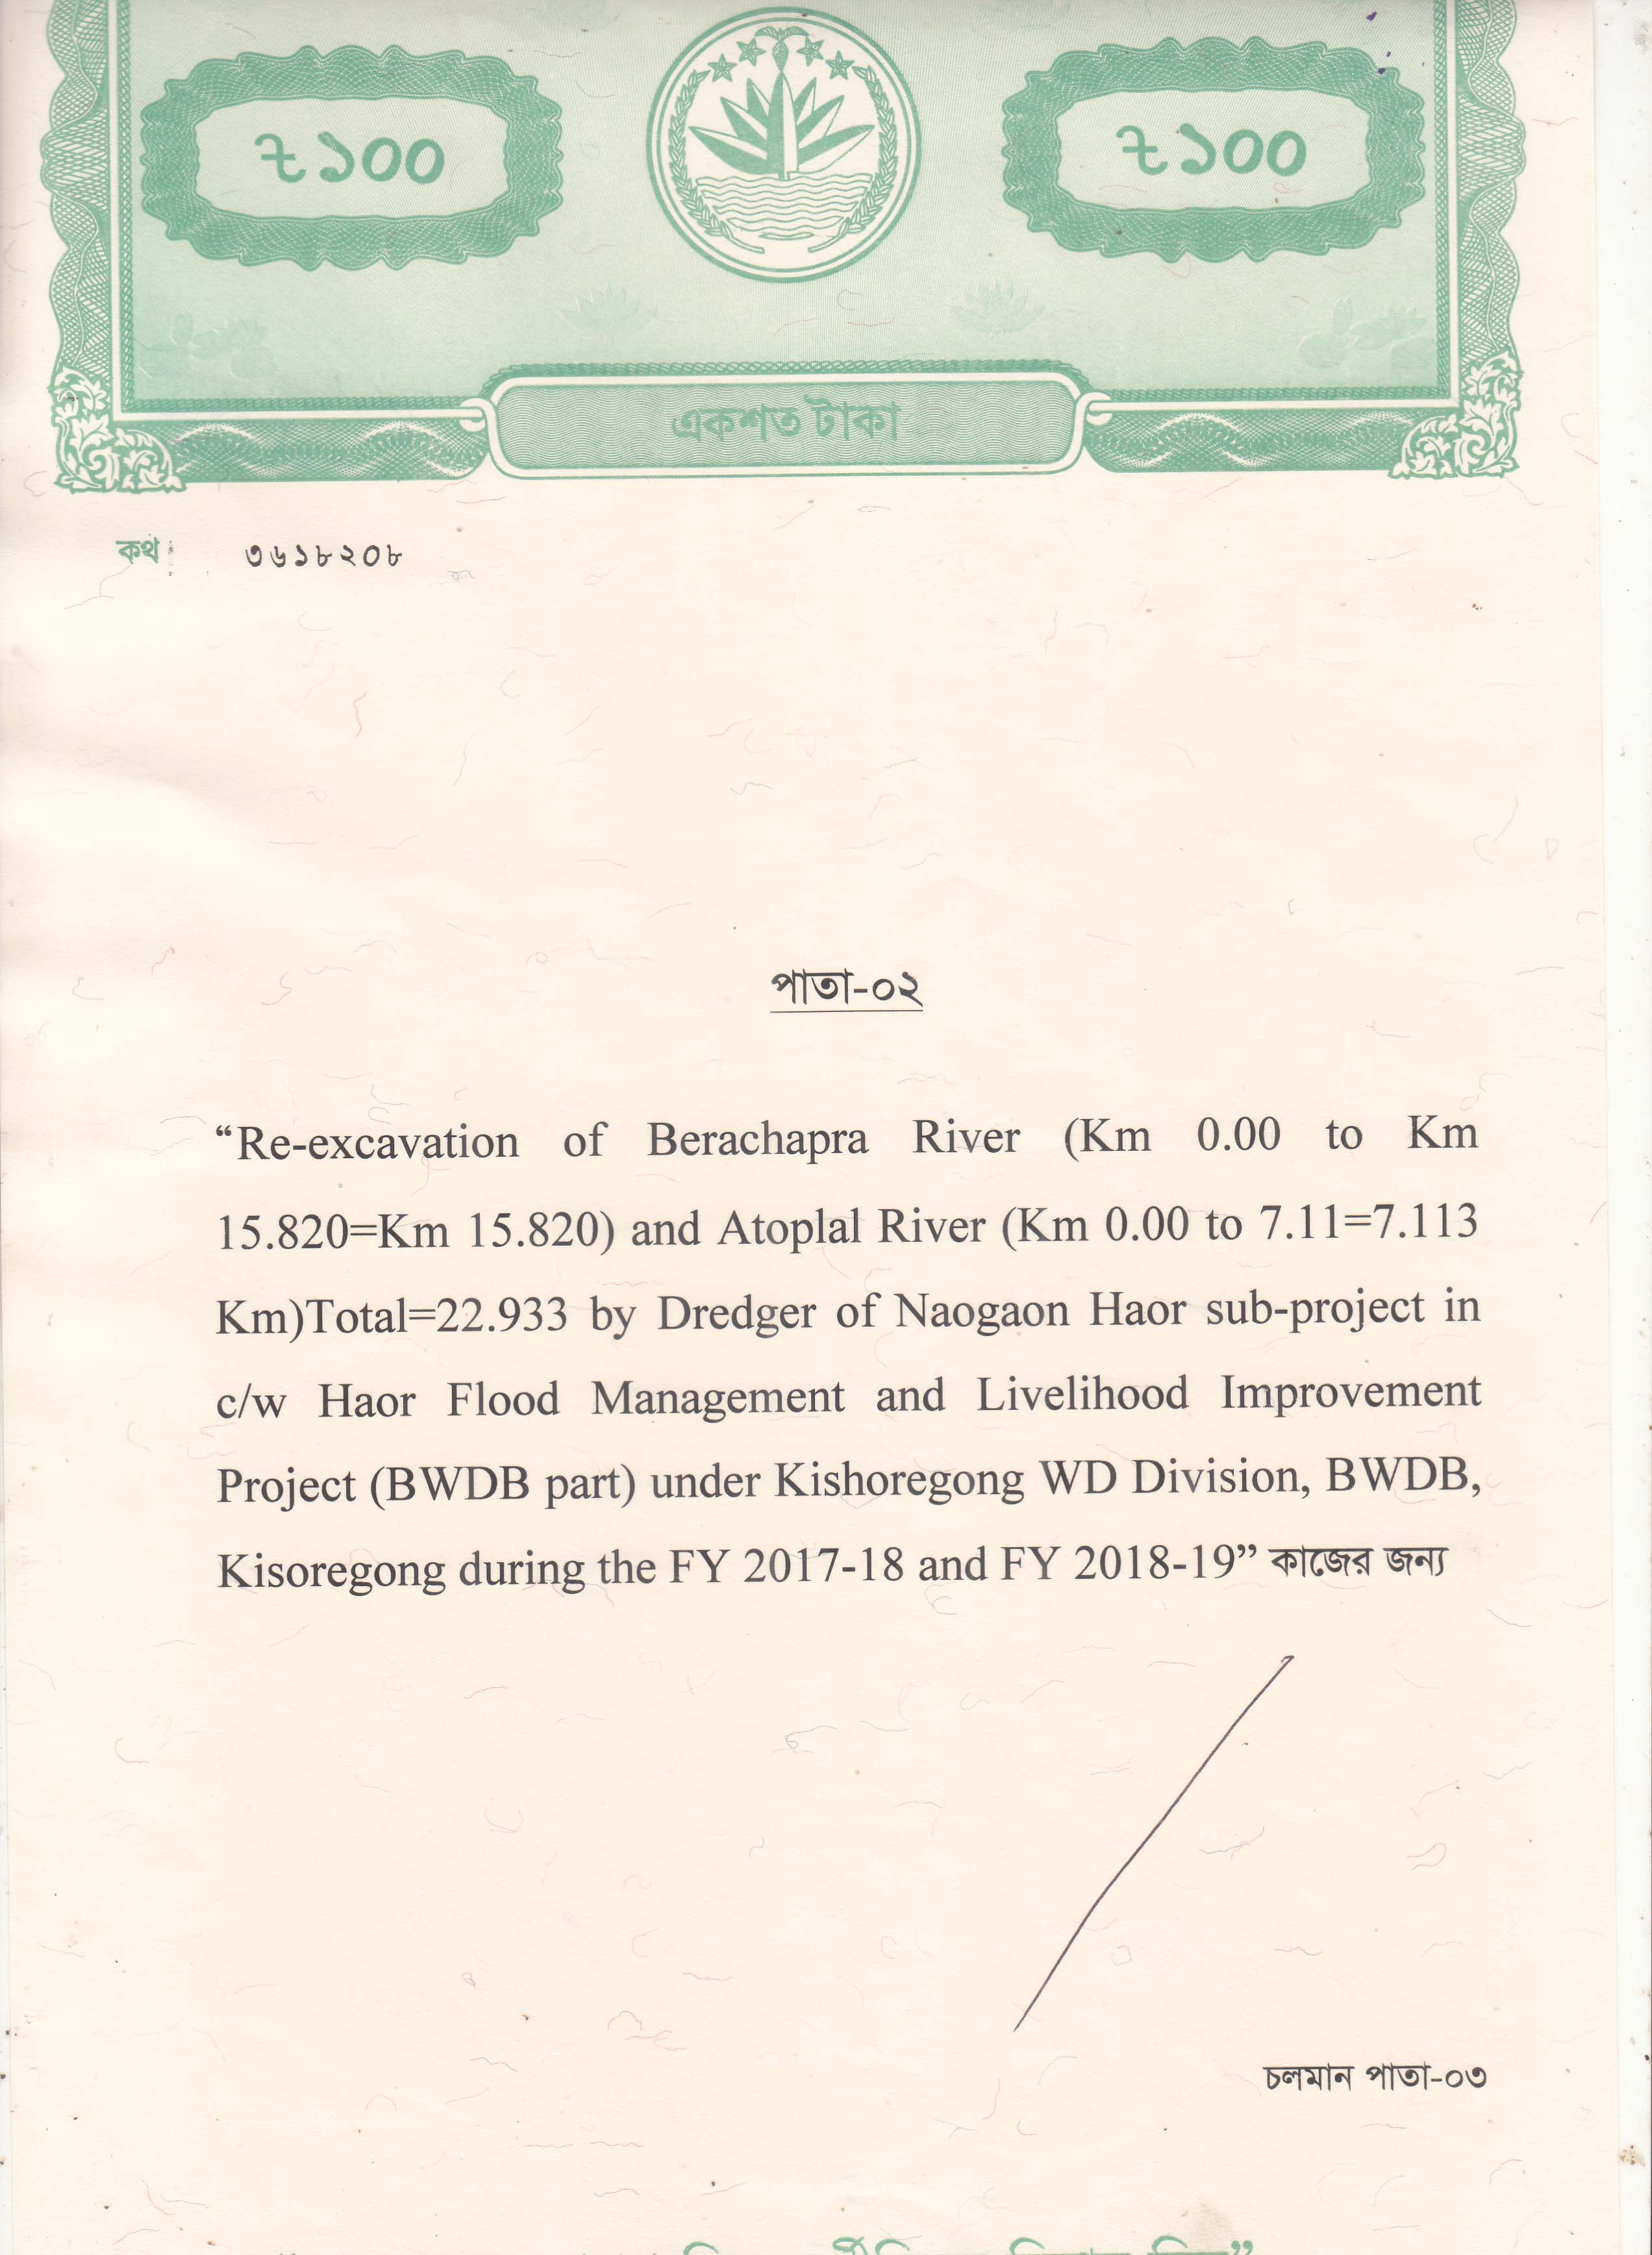 ৳১০০
৳১০০
একশত টাকা
কথ ৩৬১৮২০৮
পাতা-০২
“Re-excavation of Berachapra River (Km 0.00 to Km
15.820=Km 15.820) and Atoplal River (Km 0.00 to 7.11=7.113
Km)Total=22.933 by Dredger of Naogaon Haor sub-project in
c/w Haor Flood Management and Livelihood Improvement
Project (BWDB part) under Kishoregong WD Division, BWDB,
Kisoregong during the FY 2017-18 and FY 2018-19” কাজের জন্য
চলমান পাতা-০৩